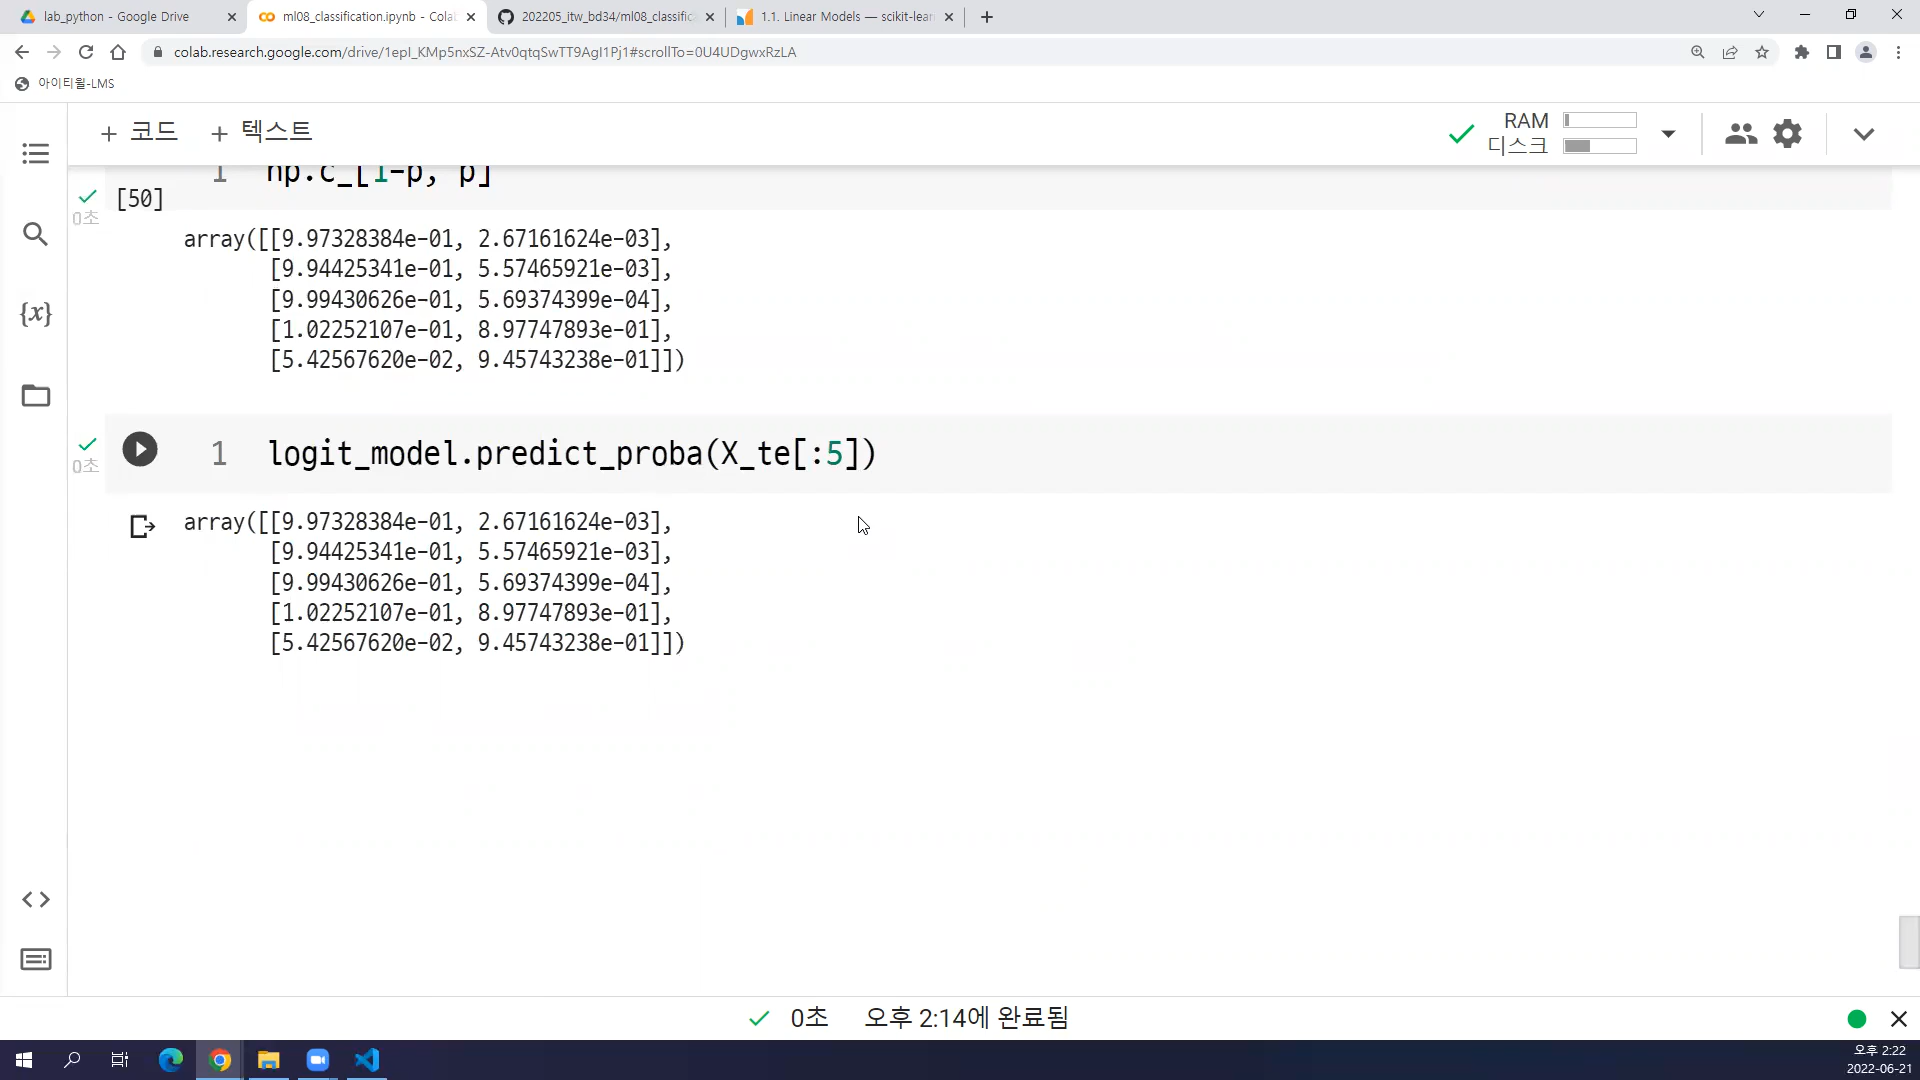 lab_python - Google Drive
ml08_classification.ipynb - Cola
202205_itw_bd34/ml08_classific
1.1. Linear Models — scikit-lear
colab.research.google.com/drive/1epI_KMp5nxSZ-Atv0qtqSwTT9AgI1Pj1#scrollTo=0U4UDgwxRzLA
아이티윌-LMS
+ 코드 + 텍스트
RAM
디스크
1 np.c_[1-p, p]
[50]
0초
array([[9.97328384e-01, 2.67161624e-03],
[9.94425341e-01, 5.57465921e-03],
[9.99430626e-01, 5.69374399e-04],
[1.02252107e-01, 8.97747893e-01],
[5.42567620e-02, 9.45743238e-01]])
{x}
1 logit_model.predict_proba(X_te[:5])
0초
array([[9.97328384e-01, 2.67161624e-03],
[9.94425341e-01, 5.57465921e-03],
[9.99430626e-01, 5.69374399e-04],
[1.02252107e-01, 8.97747893e-01],
[5.42567620e-02, 9.45743238e-01]])
0초 오후 2:14에 완료됨
오후 2:22
2022-06-21